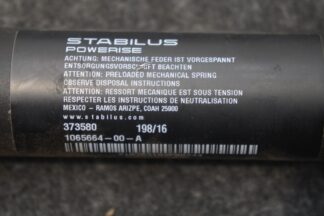 STABILUS
POWERISE
ACHTUNG: MECHANISCHE FEDER IST VORGESPANNT
ENTSORGUNGSVORSCHRIFT BEACHTEN
ATTENTION: PRELOADED MECHANICAL SPRING
OBSERVE DISPOSAL INSTRUCTIONS
ATTENTION: RESSORT MECANIQUE EST SOUS TENSION
RESPECTER LES INSTRUCTIONS DE NEUTRALISATION
MEXICO - RAMOS ARIZPE, COAH 25900
www.stabilus.com
373580 198/16
1065664-00-A